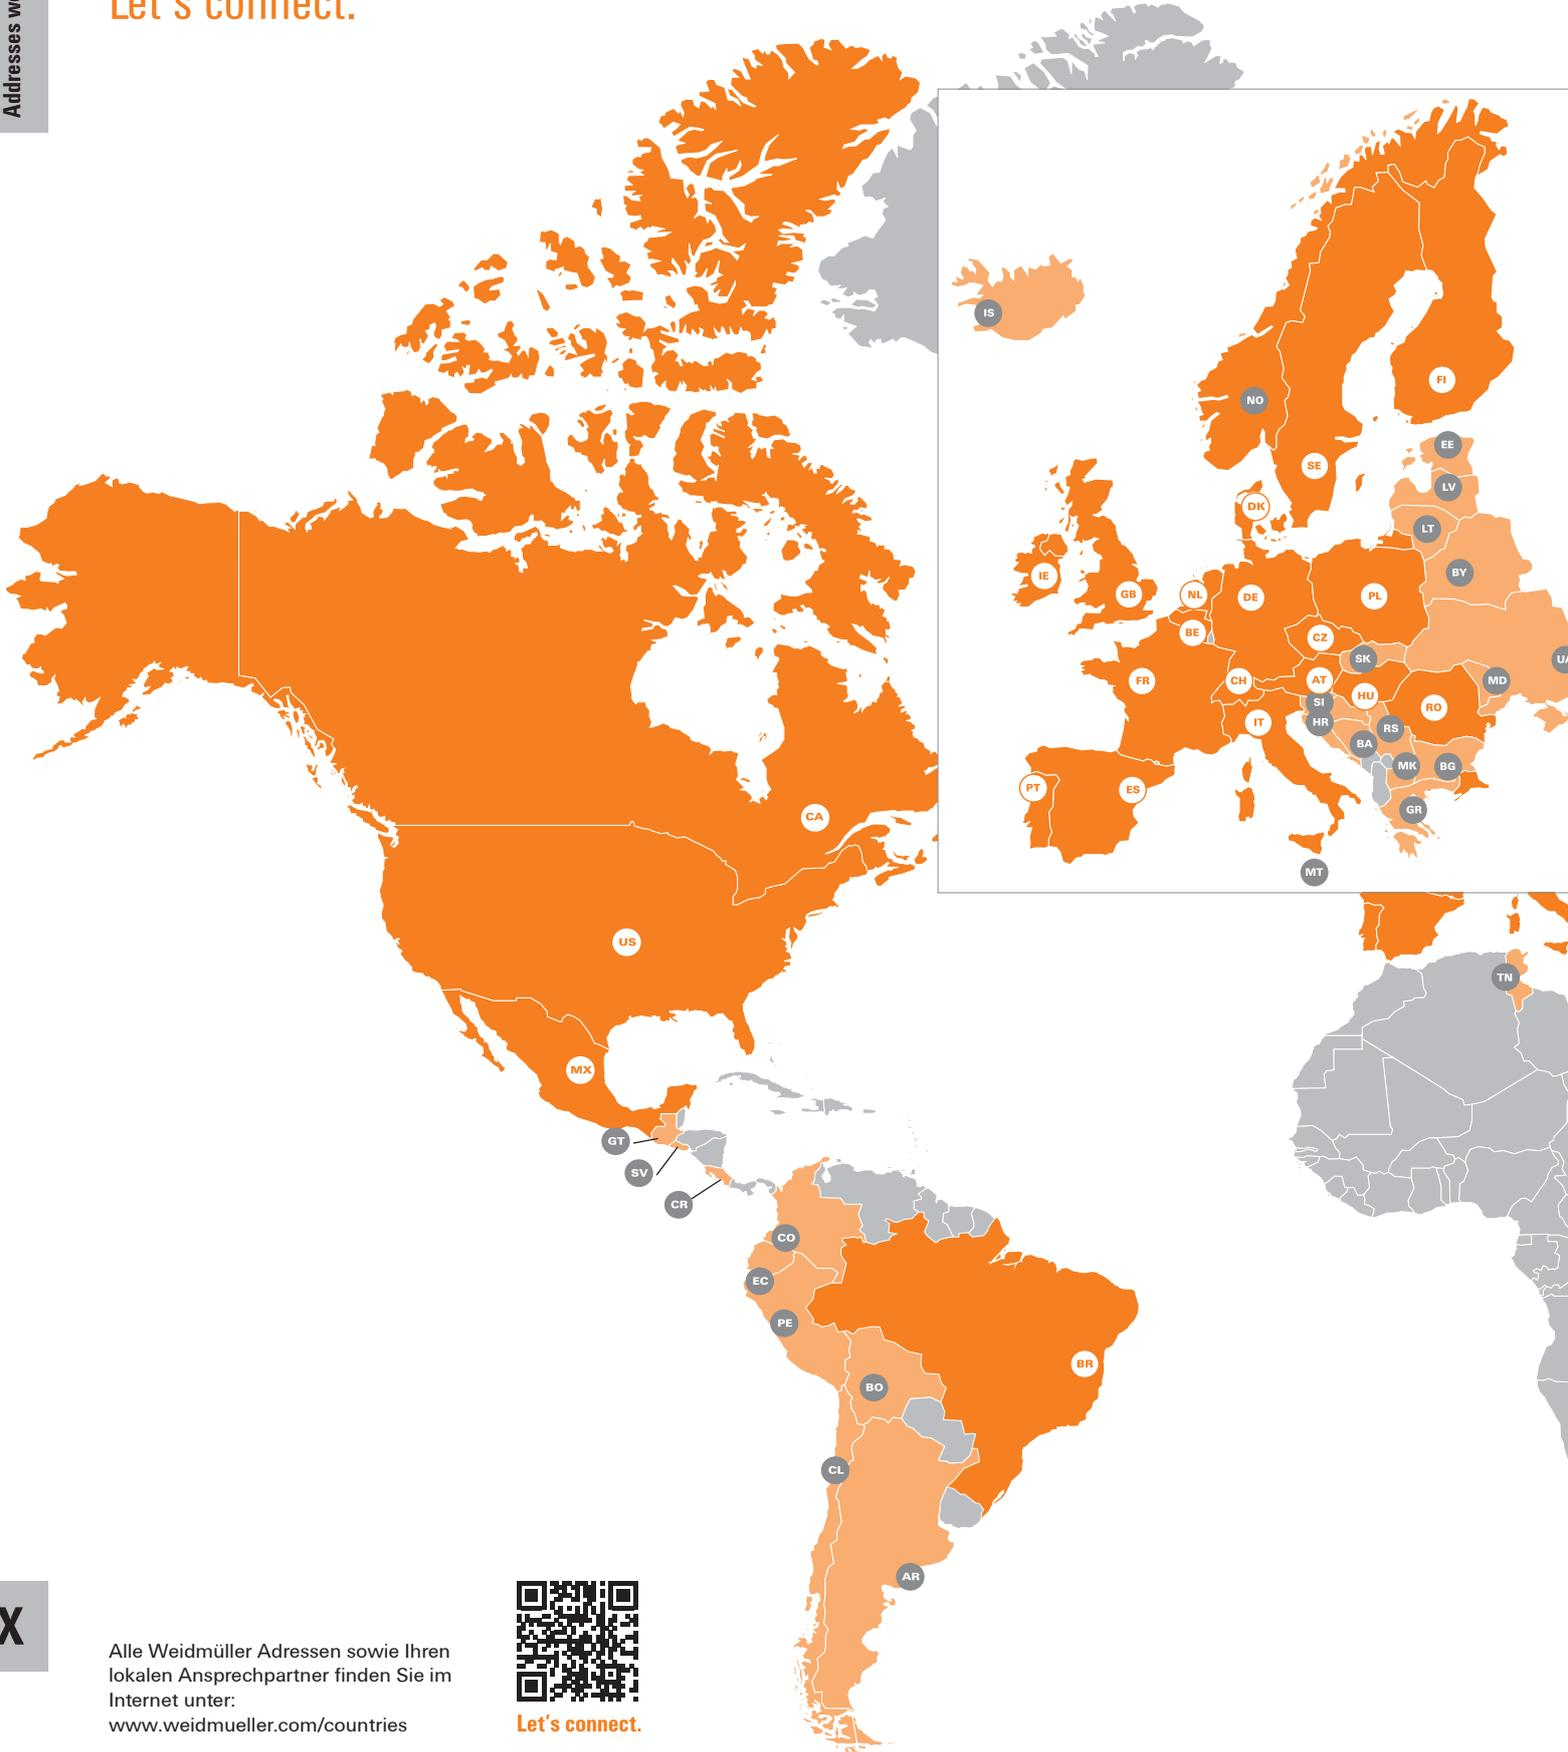 Let's connect.
Addresses wo
IS
NO
FI
SE
EE
LV
DK
LT
BY
IE
GB
NL
DE
PL
BE
CZ
SK
UA
FR
CH
AT
HU
MD
SI
RO
IT
HR
RS
BA
MK
BG
PT
ES
GR
MT
CA
US
TN
MX
GT
SV
CR
CO
EC
PE
BR
BO
CL
AR
X
Alle Weidmüller Adressen sowie Ihren
lokalen Ansprechpartner finden Sie im
Internet unter:
www.weidmueller.com/countries
Let's connect.